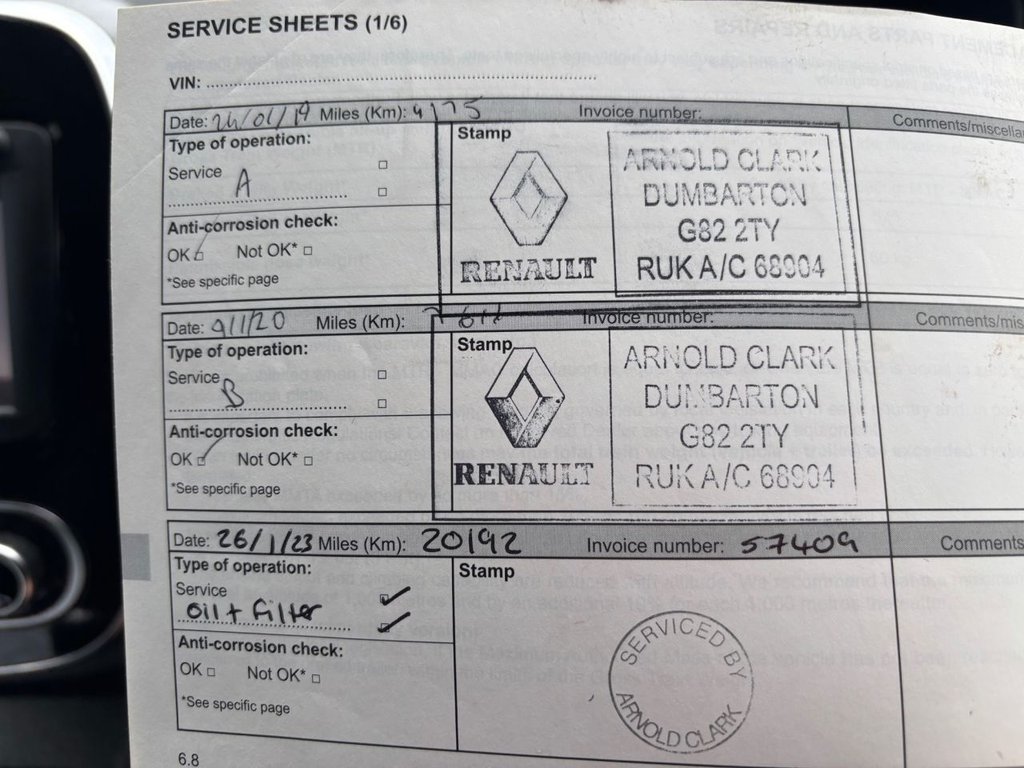 SERVICE SHEETS (1/6)
VIN:
Date: 24/01/19 Miles (Km): 4175 Invoice number: Comments/miscella
Type of operation:
Service
A
Anti-corrosion check:
OK Not OK*
*See specific page
Stamp
RENAULT
ARNOLD CLARK
DUMBARTON
G82 2TY
RUK A/C 68904
Date: 9/1/20 Miles (Km): Invoice number: Comments/mis
Type of operation:
Service
B
Anti-corrosion check:
OK Not OK*
*See specific page
Stamp
RENAULT
ARNOLD CLARK
DUMBARTON
G82 2TY
RUK A/C 68904
Date: 26/1/23 Miles (Km): 20192 Invoice number: 57409 Comments
Type of operation:
Service
Oil + Filter
Anti-corrosion check:
OK Not OK*
*See specific page
Stamp
SERVICED BY
ARNOLD CLARK
6.8